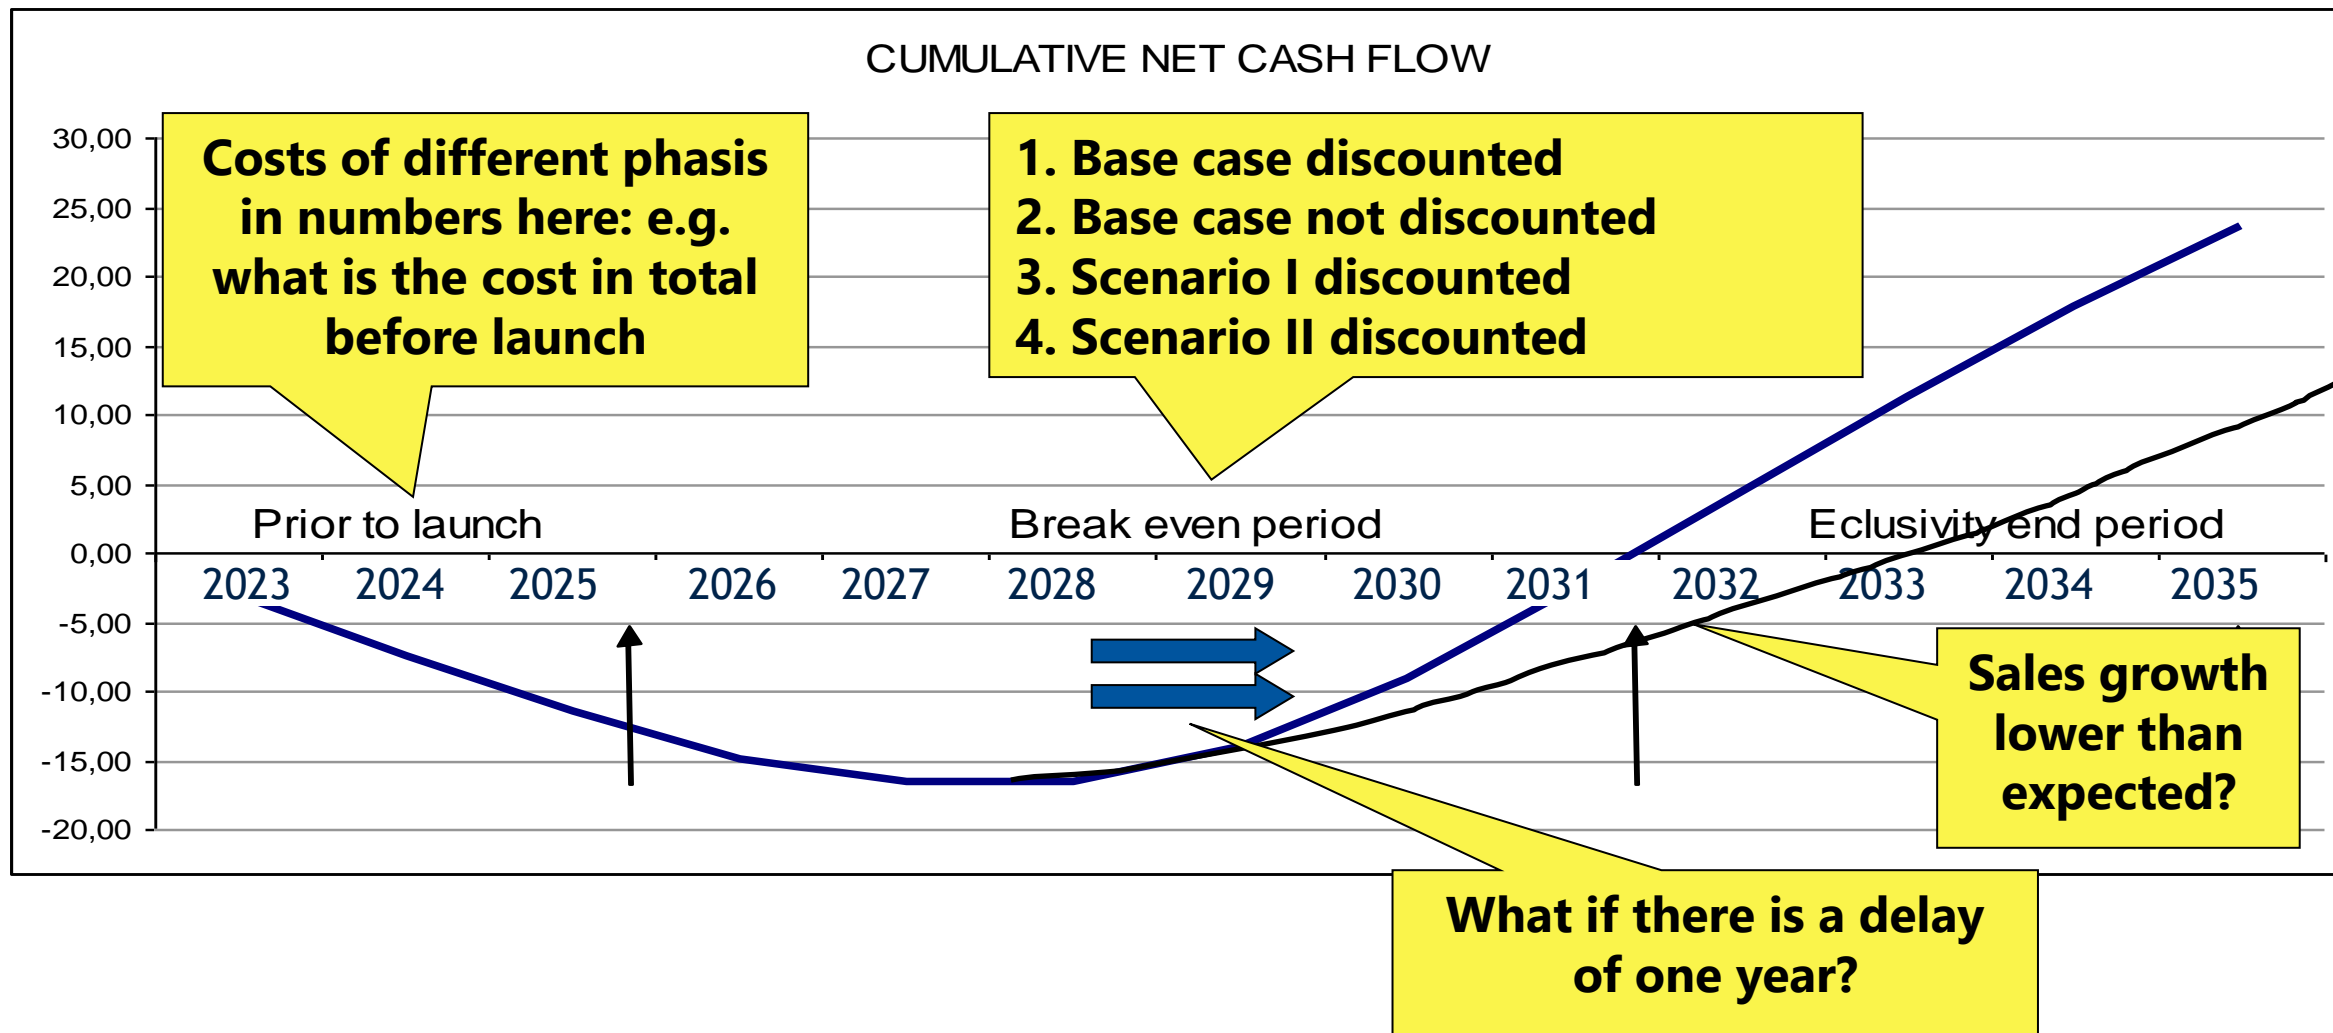 CUMULATIVE NET CASH FLOW
30,00
25,00
20,00
15,00
10,00
5,00
0,00
-5,00
-10,00
-15,00
-20,00
Costs of different phasis
in numbers here: e.g.
what is the cost in total
before launch
1. Base case discounted
2. Base case not discounted
3. Scenario I discounted
4. Scenario II discounted
Prior to launch
Break even period
Eclusivity end period
2023 2024 2025 2026 2027 2028 2029 2030 2031 2032 2033 2034 2035
Sales growth
lower than
expected?
What if there is a delay
of one year?